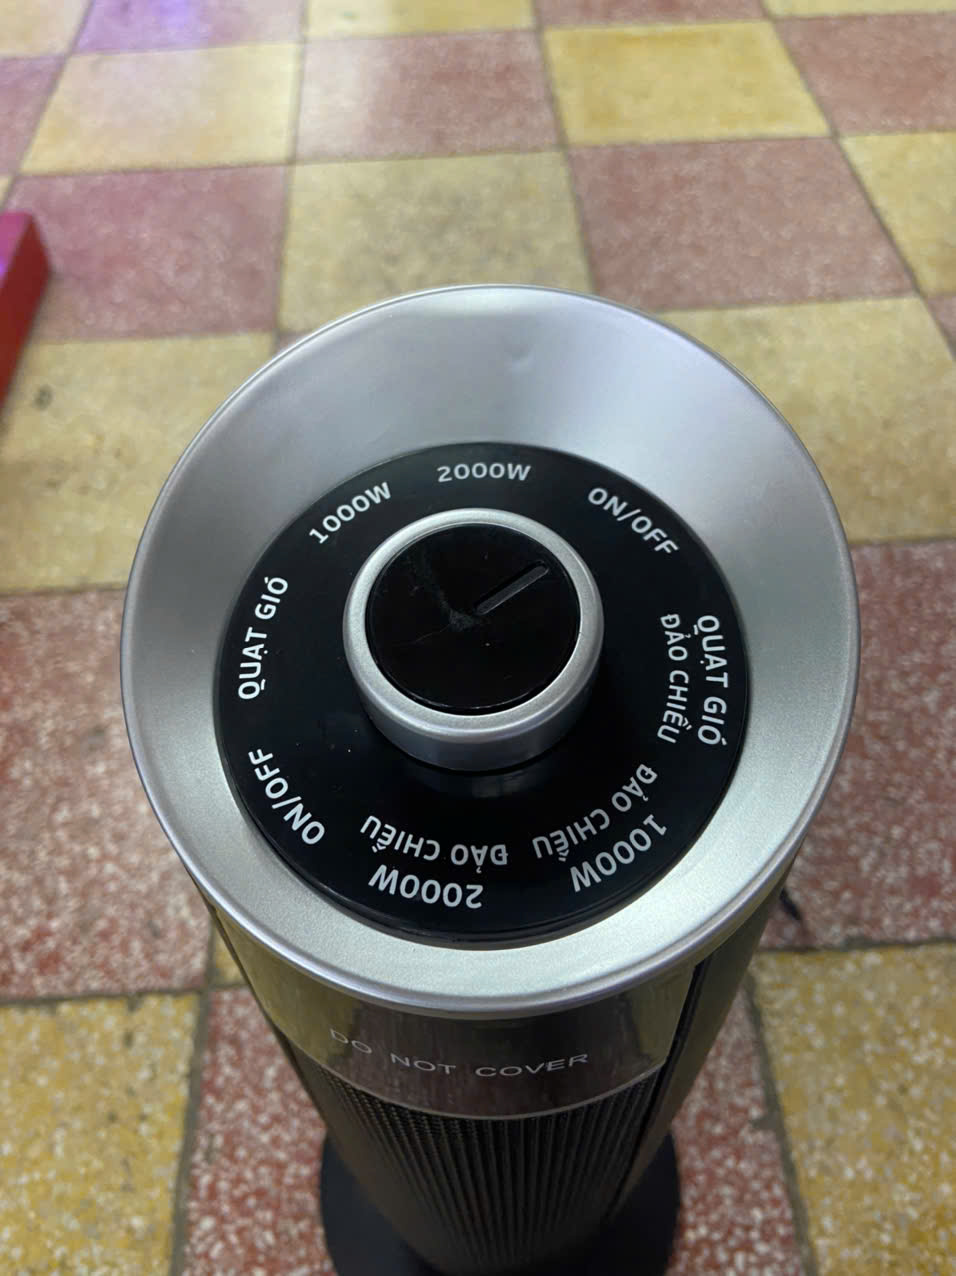 2000W
ON/OFF
QUẠT GIÓ
ĐẢO CHIỀU
1000W
ĐẢO CHIỀU
2000W
ĐẢO CHIỀU
ON/OFF
QUẠT GIÓ
1000W
DO NOT COVER